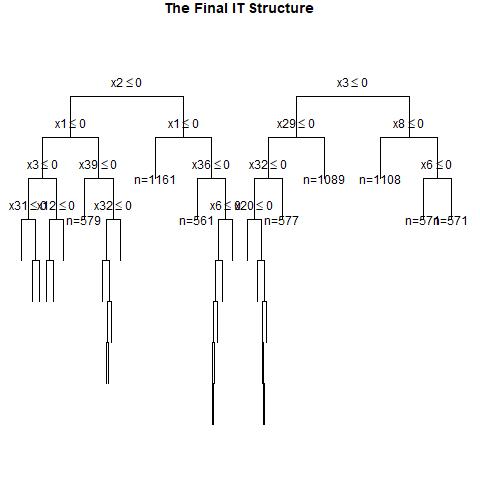 The Final IT Structure
x2 ≤ 0
x3 ≤ 0
x1 ≤ 0
x1 ≤ 0
x29 ≤ 0
x8 ≤ 0
x3 ≤ 0
x39 ≤ 0
n=1161
x36 ≤ 0
x32 ≤ 0
n=1089
n=1108
x6 ≤ 0
x31 ≤ 0
x12 ≤ 0
n=579
x32 ≤ 0
n=561
x6 ≤ 0
x20 ≤ 0
n=577
n=571
n=571